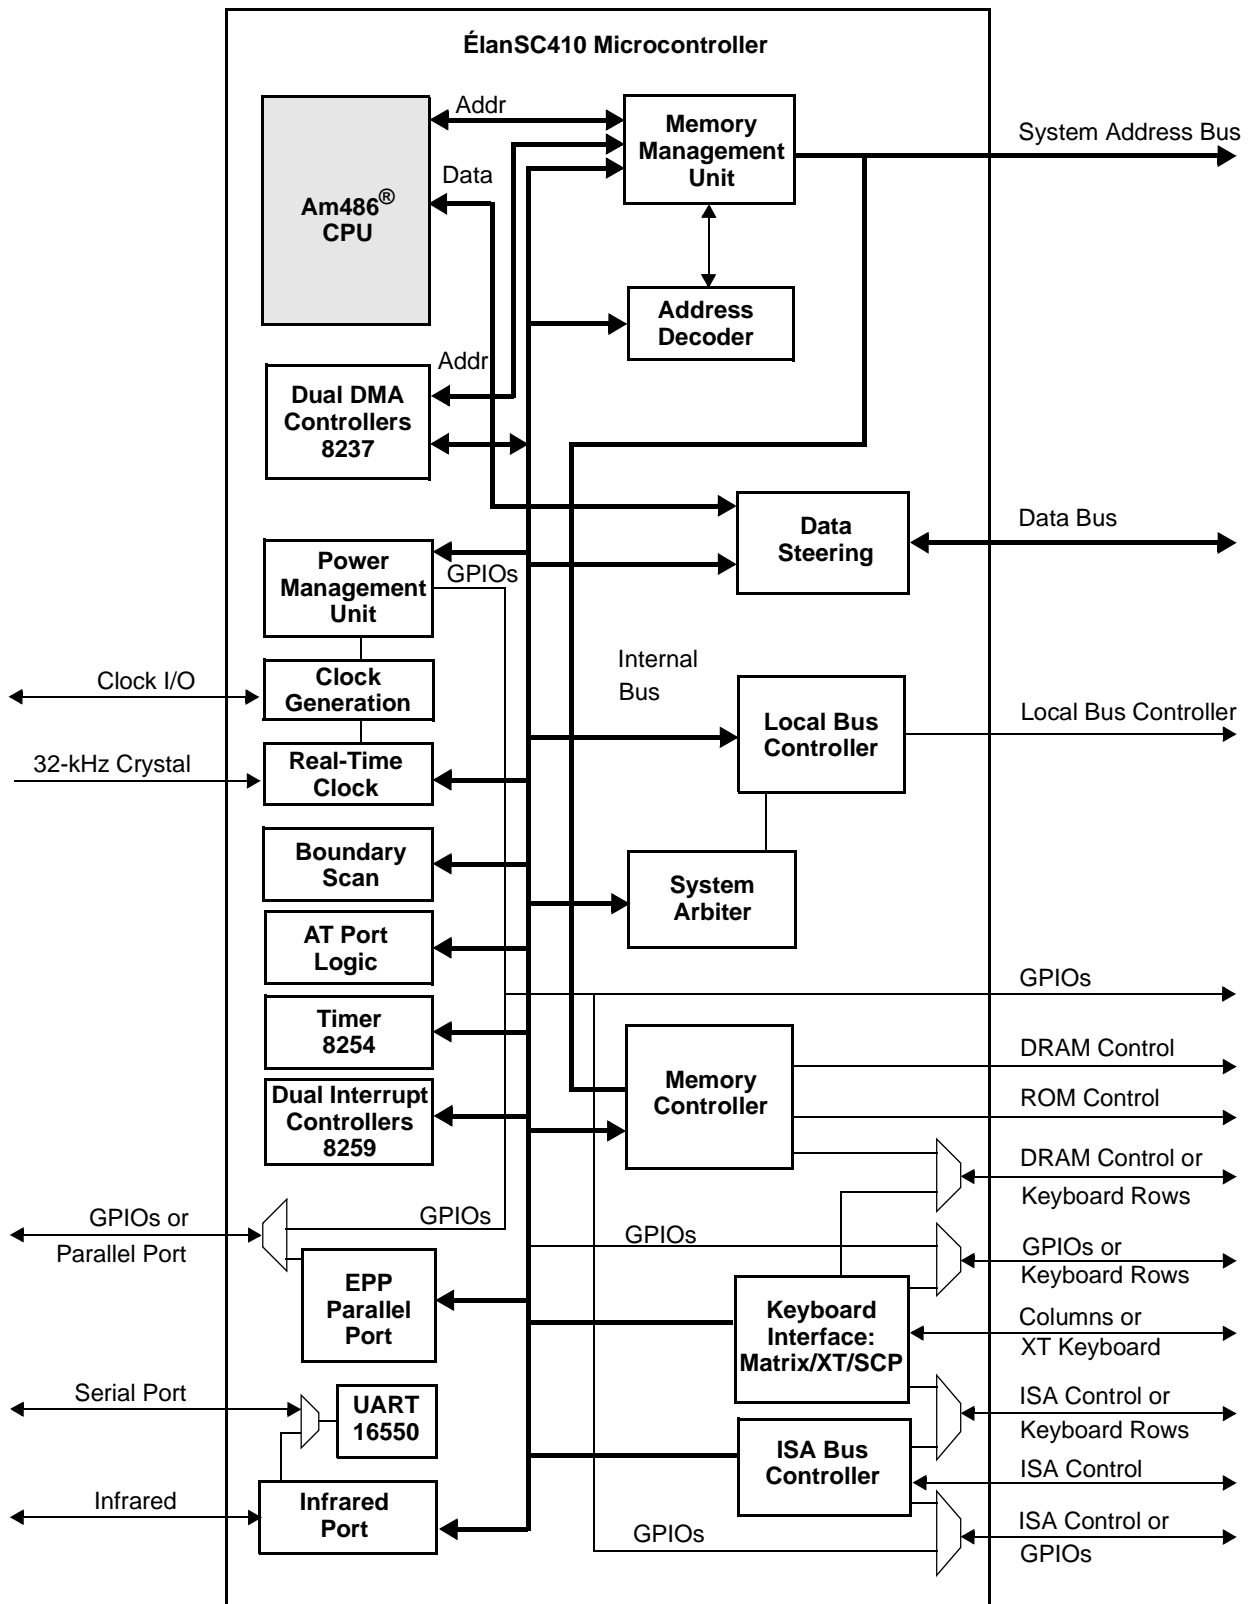 ÉlanSC410 Microcontroller
Addr
Memory
Management
Unit
System Address Bus
Data
Am486®
CPU
Address
Decoder
Addr
Dual DMA
Controllers
8237
Data
Steering
Data Bus
Power
Management
Unit
GPIOs
Internal
Bus
Clock I/O
Clock
Generation
Local Bus
Controller
Local Bus Controller
32-kHz Crystal
Real-Time
Clock
Boundary
Scan
System
Arbiter
AT Port
Logic
GPIOs
Timer
8254
DRAM Control
Memory
Controller
ROM Control
Dual Interrupt
Controllers
8259
DRAM Control or
Keyboard Rows
GPIOs or
Parallel Port
GPIOs
GPIOs
GPIOs or
Keyboard Rows
EPP
Parallel
Port
Keyboard
Interface:
Matrix/XT/SCP
Columns or
XT Keyboard
Serial Port
UART
16550
ISA Control or
Keyboard Rows
ISA Bus
Controller
ISA Control
Infrared
Infrared
Port
GPIOs
ISA Control or
GPIOs